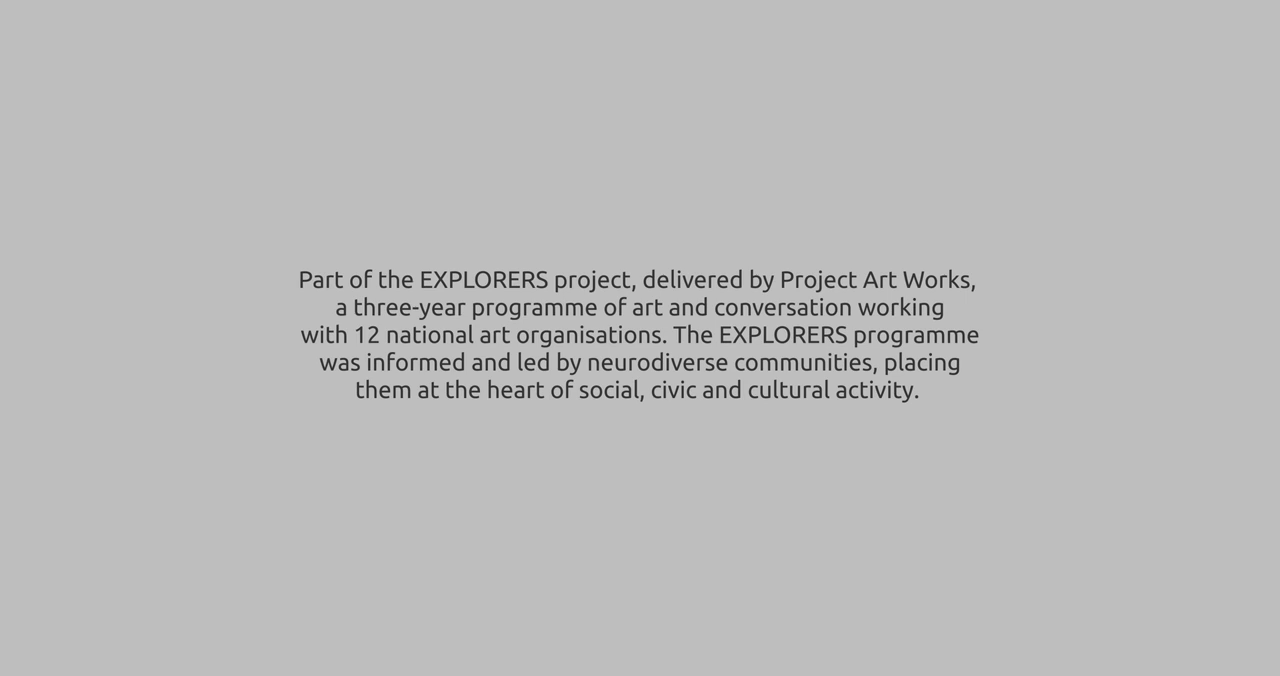 Part of the EXPLORERS project, delivered by Project Art Works,
a three-year programme of art and conversation working
with 12 national art organisations. The EXPLORERS programme
was informed and led by neurodiverse communities, placing
them at the heart of social, civic and cultural activity.